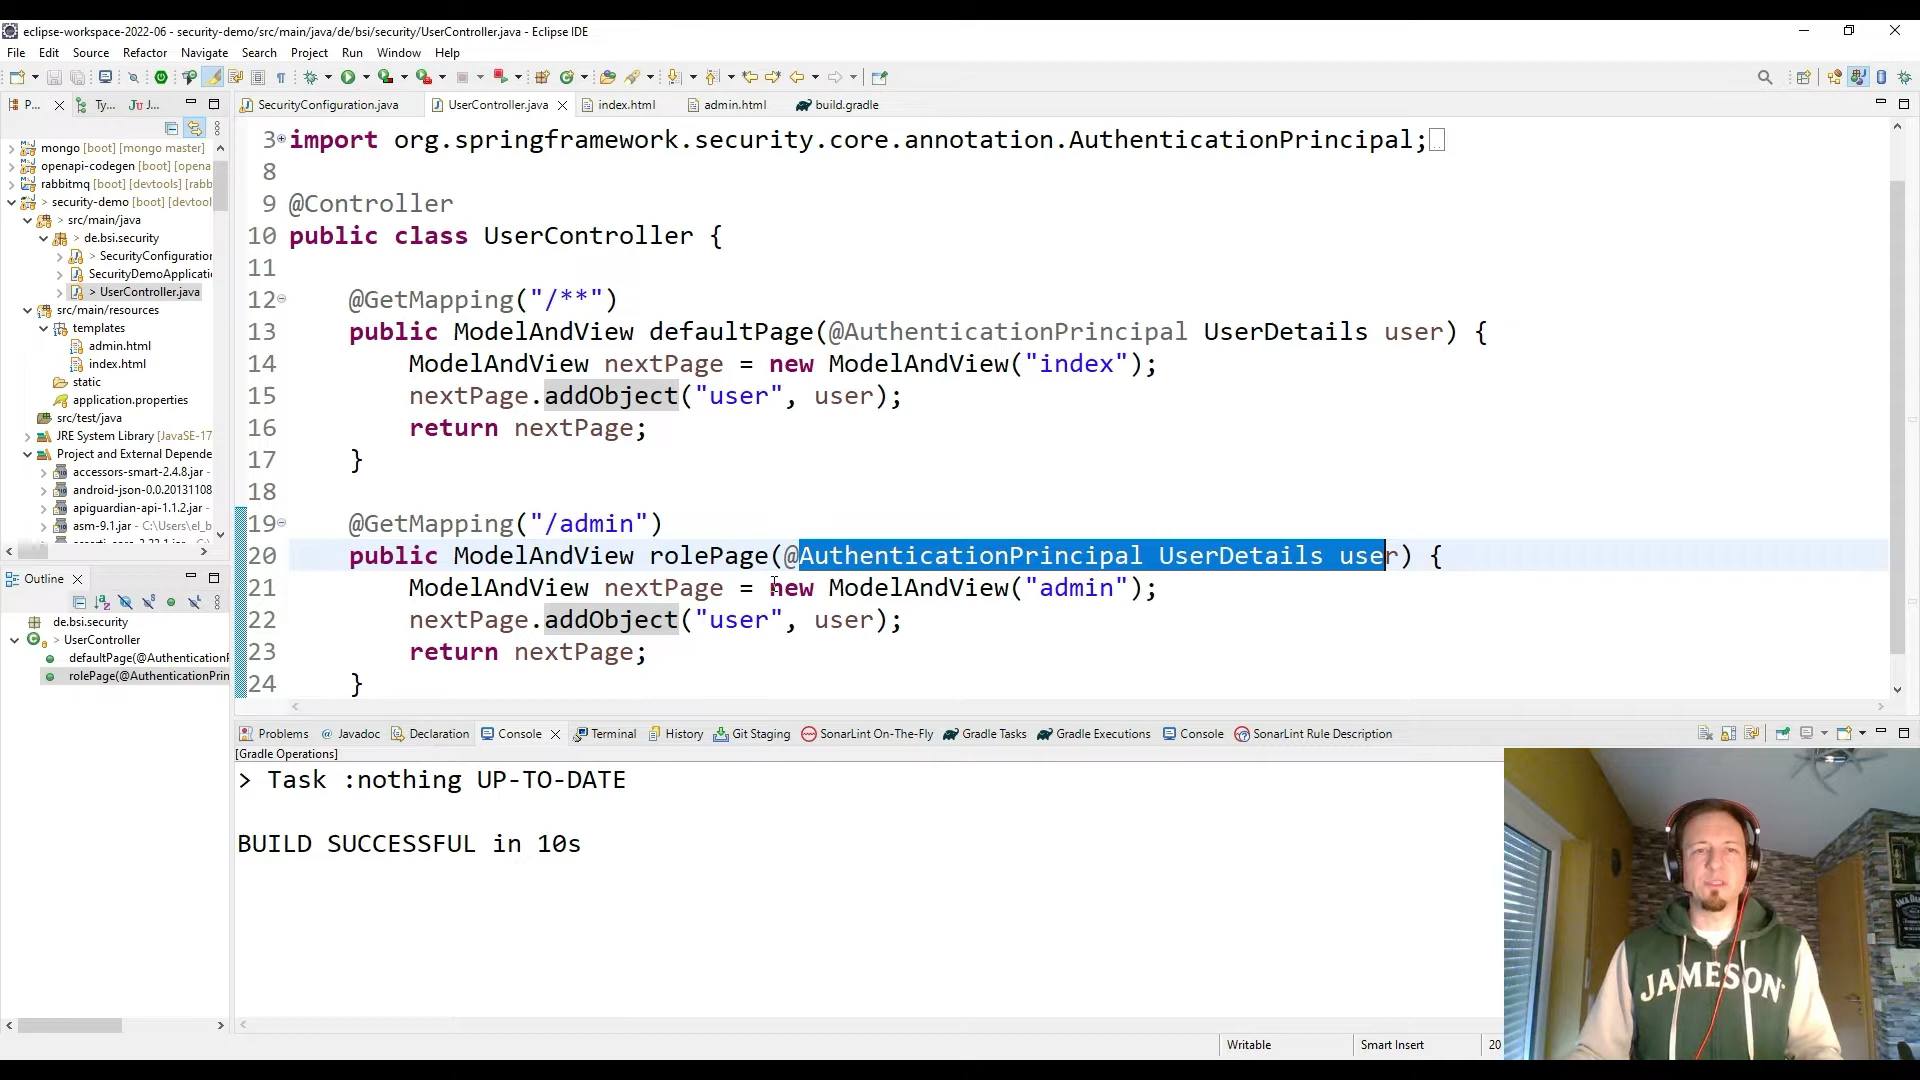 eclipse-workspace-2022-06 - security-demo/src/main/java/de/bsi/security/UserController.java - Eclipse IDE
File Edit Source Refactor Navigate Search Project Run Window Help
P... Ty... J...
SecurityConfiguration.java UserController.java index.html admin.html build.gradle
mongo [boot] [mongo master]
openapi-codegen [boot] [opena
rabbitmq [boot] [devtools] [rabb
security-demo [boot] [devtool
> src/main/java
> de.bsi.security
> SecurityConfiguration
SecurityDemoApplicati
> UserController.java
src/main/resources
templates
admin.html
index.html
static
application.properties
src/test/java
JRE System Library [JavaSE-17
Project and External Depende
accessors-smart-2.4.8.jar -
android-json-0.0.20131108
apiguardian-api-1.1.2.jar -
asm-9.1.jar - C:\Users\el_b
3 import org.springframework.security.core.annotation.AuthenticationPrincipal;
8
9 @Controller
10 public class UserController {
11
12 @GetMapping("/**")
13 public ModelAndView defaultPage(@AuthenticationPrincipal UserDetails user) {
14 ModelAndView nextPage = new ModelAndView("index");
15 nextPage.addObject("user", user);
16 return nextPage;
17 }
18
19 @GetMapping("/admin")
20 public ModelAndView rolePage(@AuthenticationPrincipal UserDetails user) {
21 ModelAndView nextPage = new ModelAndView("admin");
22 nextPage.addObject("user", user);
23 return nextPage;
24 }
Outline
de.bsi.security
> UserController
defaultPage(@Authentication
rolePage(@AuthenticationPrin
Problems @ Javadoc Declaration Console Terminal History Git Staging SonarLint On-The-Fly Gradle Tasks Gradle Executions Console SonarLint Rule Description
[Gradle Operations]
> Task :nothing UP-TO-DATE
BUILD SUCCESSFUL in 10s
Writable Smart Insert 20
JAMESON